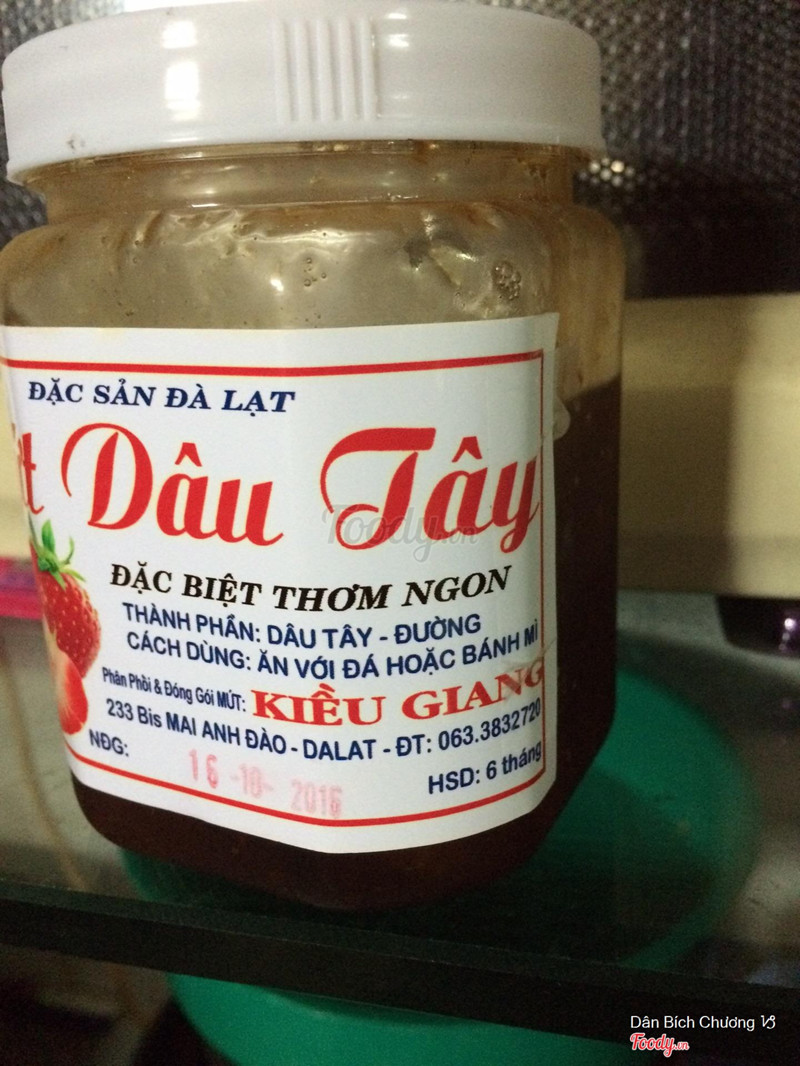 ĐẶC SẢN ĐÀ LẠT
Dâu Tây
ĐẶC BIỆT THƠM NGON
THÀNH PHẦN: DÂU TÂY - ĐƯỜNG
CÁCH DÙNG: ĂN VỚI ĐÁ HOẶC BÁNH MÌ
Phân Phối & Đóng Gói MỨT: KIỀU GIANG
233 Bis MAI ANH ĐÀO - DALAT - ĐT: 063.3832720
NĐG: 16-10-2016
HSD: 6 tháng
Foody.vn
Dân Bích Chương
Foody.vn